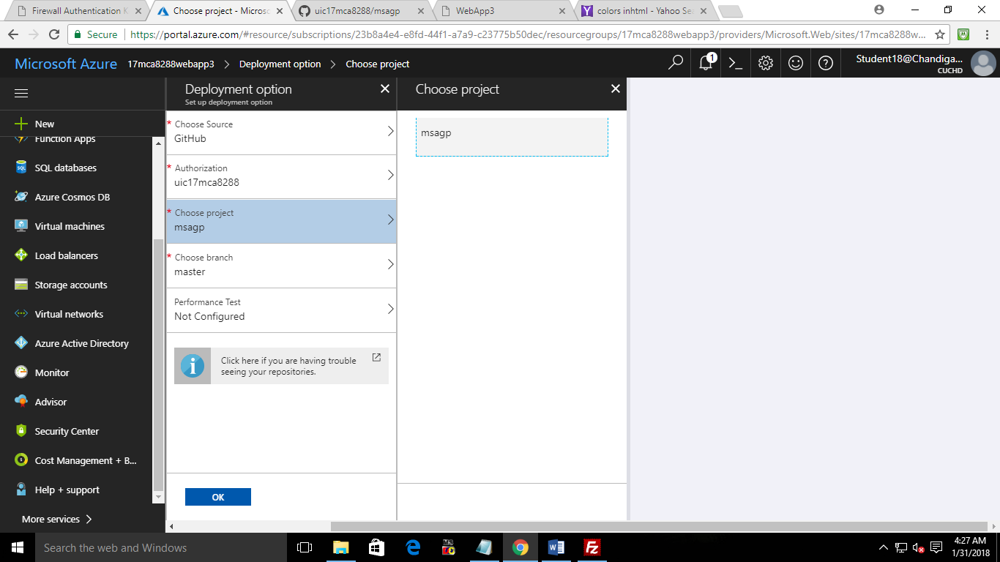 Firewall Authentication K
Choose project - Microso
uic17mca8288/msagp
WebApp3
colors inhtml - Yahoo Se
Secure
https://portal.azure.com/#resource/subscriptions/23b8a4e4-e8fd-44f1-a7a9-c23775b50dec/resourcegroups/17mca8288webapp3/providers/Microsoft.Web/sites/17mca8288w...
Microsoft Azure
17mca8288webapp3
Deployment option
Choose project
1
Student18@Chandiga...
CUCHD
New
Function Apps
SQL databases
Azure Cosmos DB
Virtual machines
Load balancers
Storage accounts
Virtual networks
Azure Active Directory
Monitor
Advisor
Security Center
Cost Management + B...
Help + support
More services
Deployment option
Set up deployment option
* Choose Source
GitHub
* Authorization
uic17mca8288
* Choose project
msagp
* Choose branch
master
Performance Test
Not Configured
Click here if you are having trouble
seeing your repositories.
OK
Choose project
msagp
Search the web and Windows
4:27 AM
1/31/2018